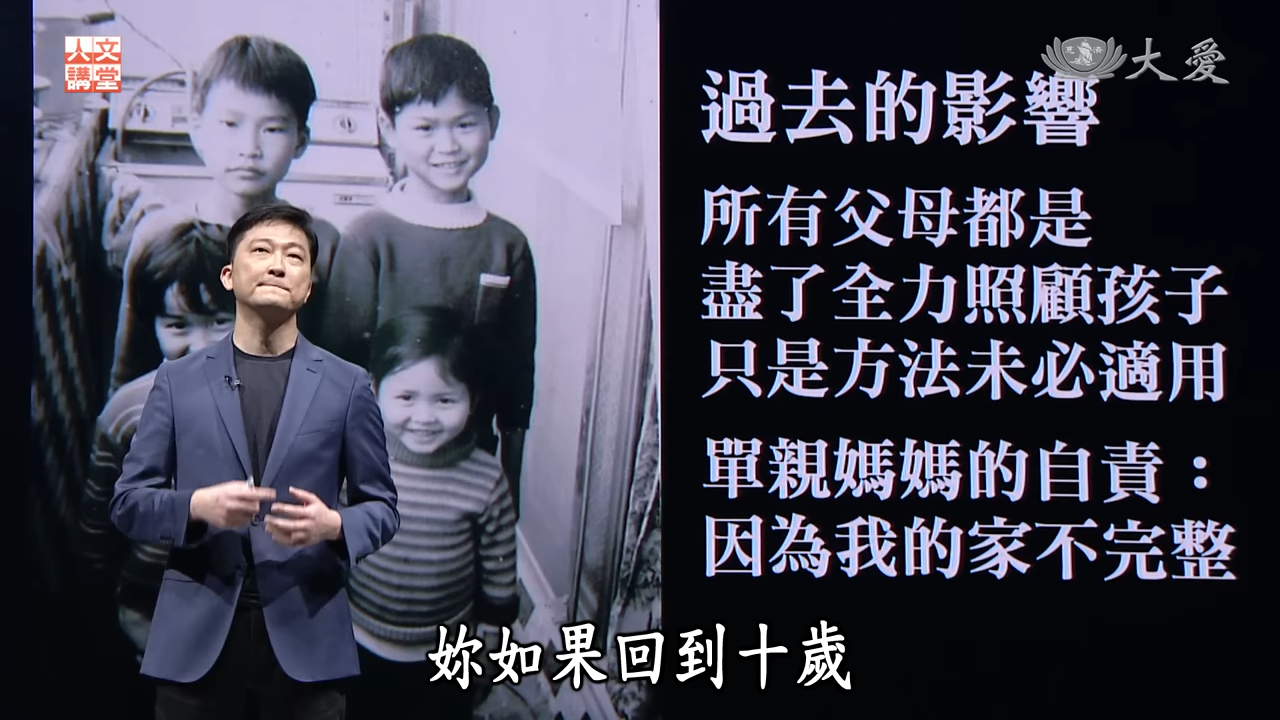 人文
講堂
慈濟
大愛
過去的影響
所有父母都是
盡了全力照顧孩子
只是方法未必適用
單親媽媽的自責：
因為我的家不完整
妳如果回到十歲